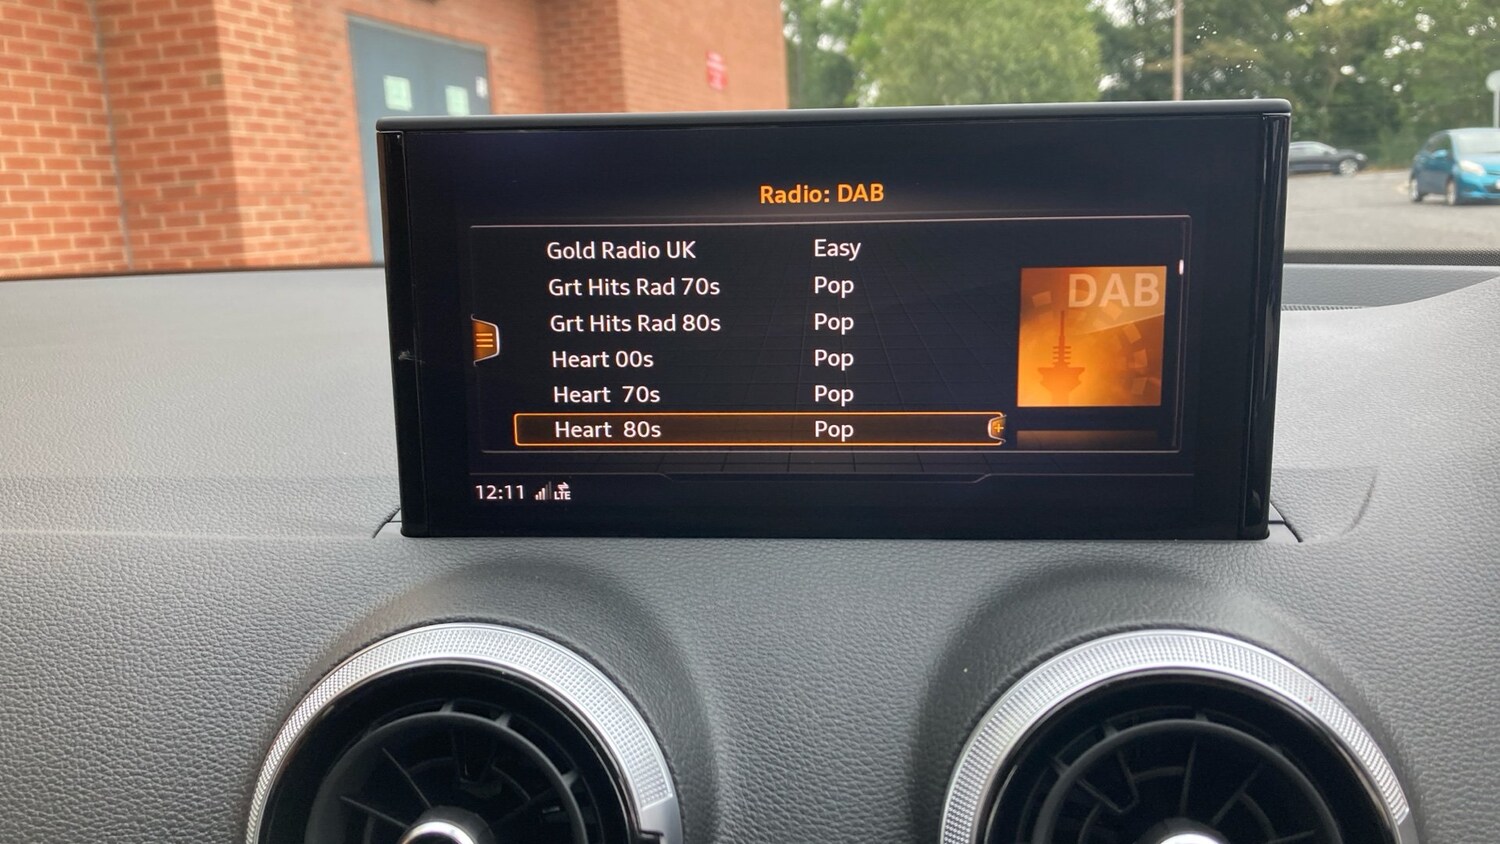 Radio: DAB
Gold Radio UK Easy
Grt Hits Rad 70s Pop
Grt Hits Rad 80s Pop
Heart 00s Pop
Heart 70s Pop
Heart 80s Pop
DAB
12:11 LTE